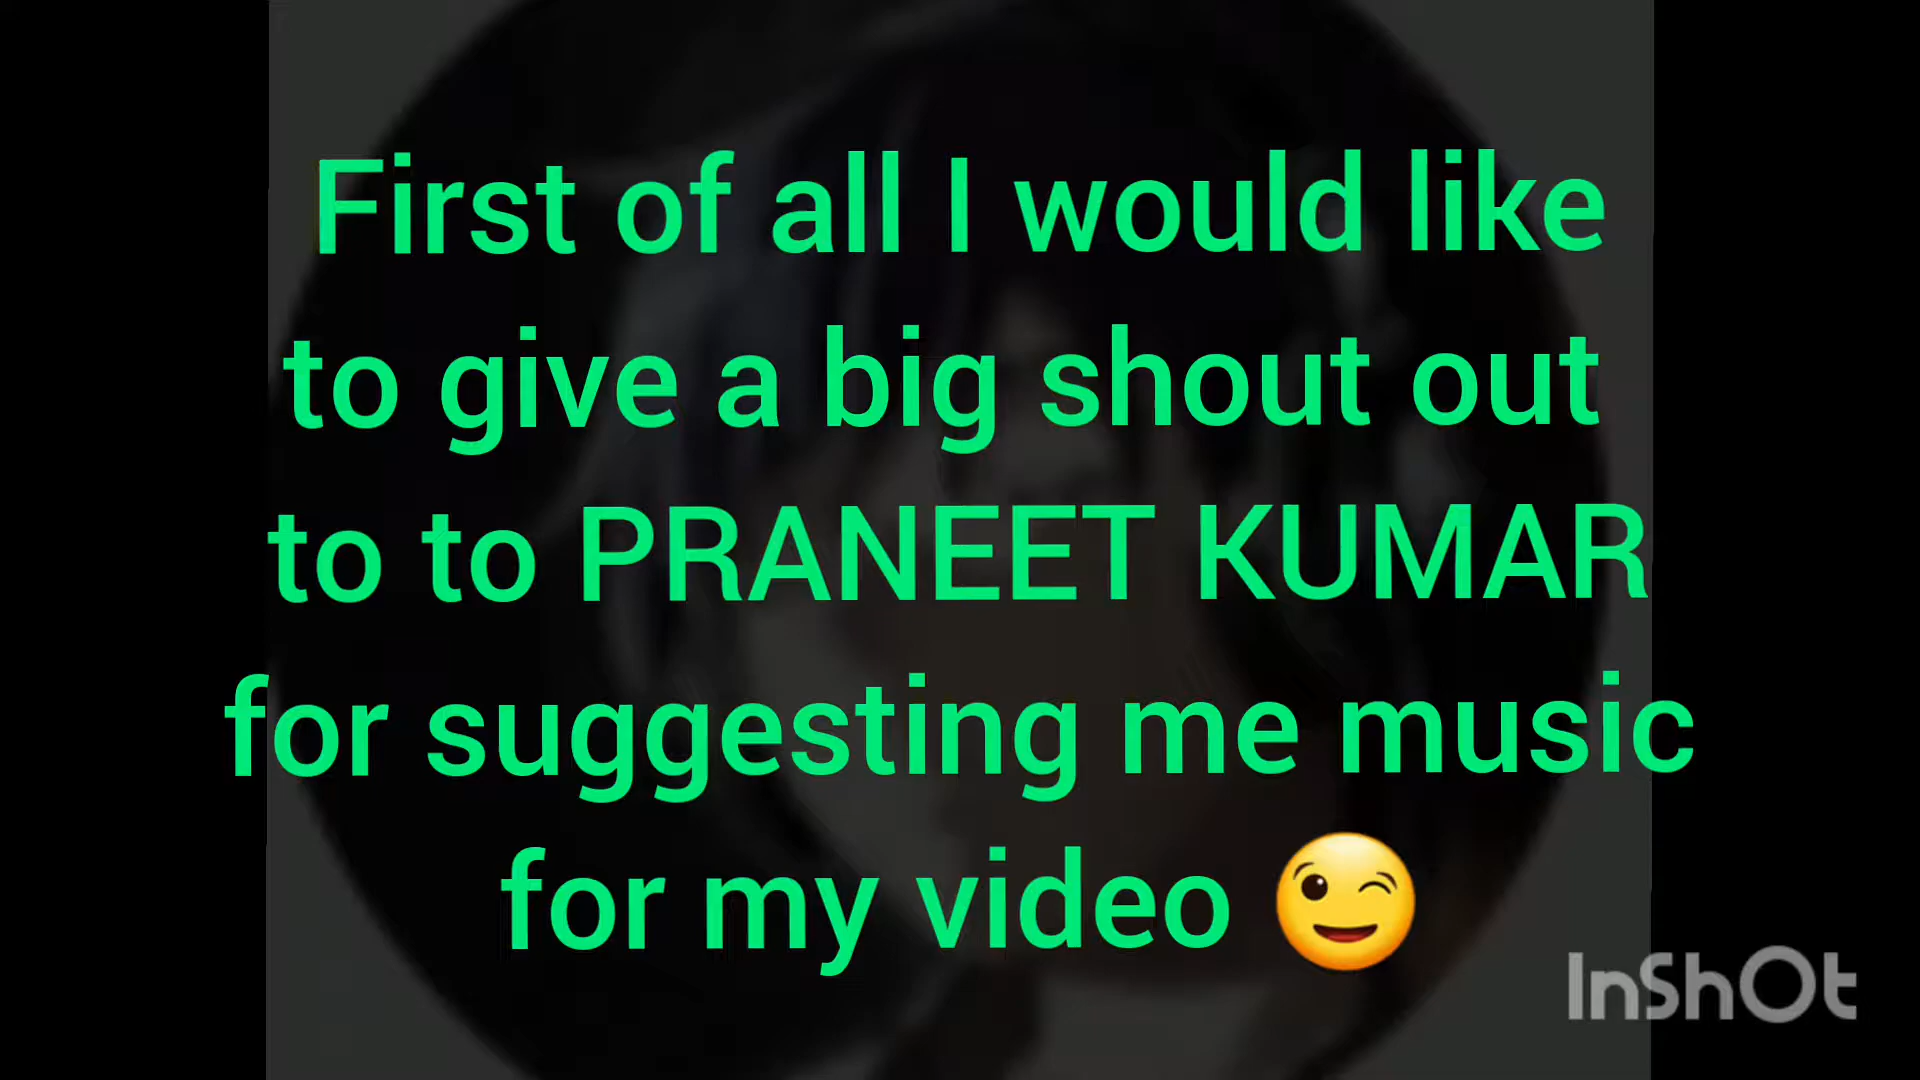 First of all I would like
to give a big shout out
to to PRANEET KUMAR
for suggesting me music
for my video 😉
InShOt